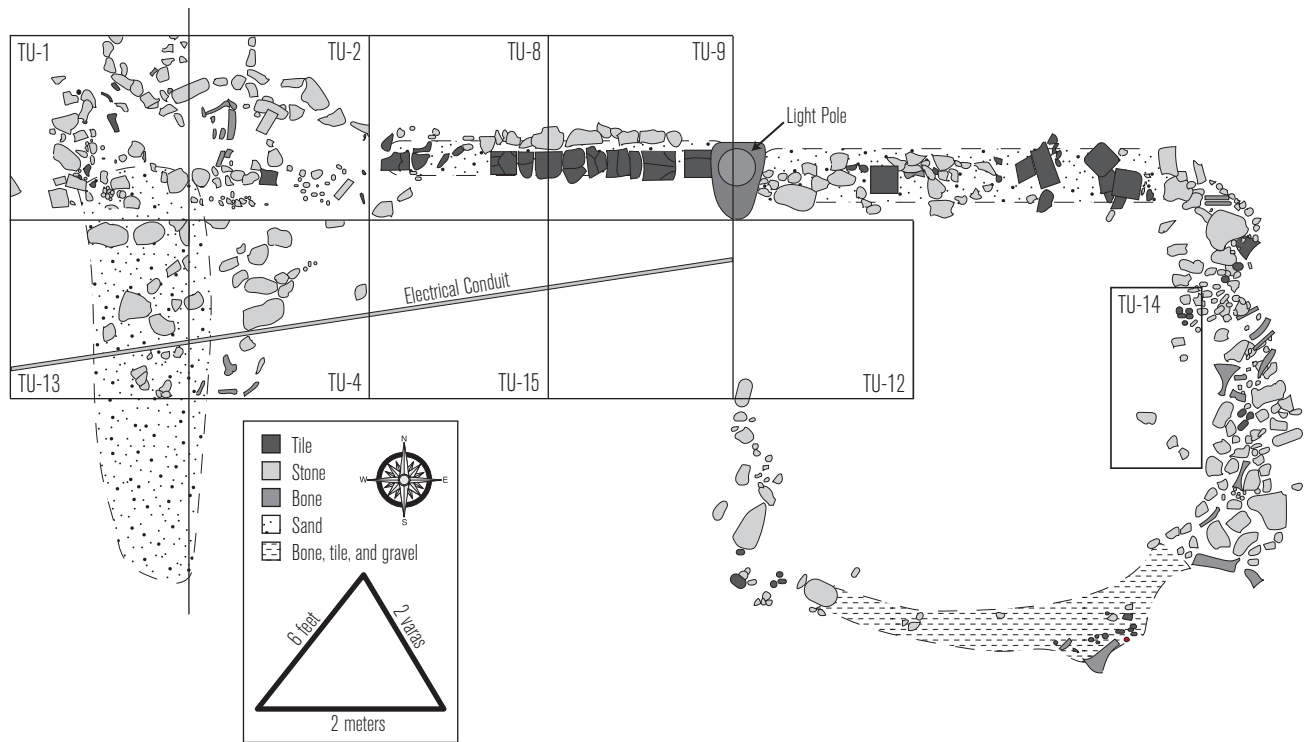 TU-1
TU-2
TU-8
TU-9
Light Pole
Electrical Conduit
TU-14
TU-13
TU-4
TU-15
TU-12
Tile
Stone
Bone
Sand
Bone, tile, and gravel
N
W
E
S
6 feet
2 varas
2 meters